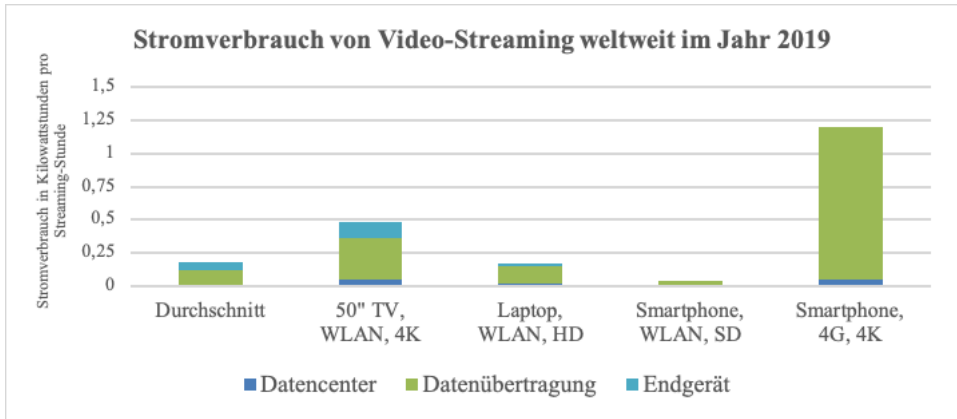 Stromverbrauch von Video-Streaming weltweit im Jahr 2019
Stromverbrauch in Kilowattstunden pro
Streaming-Stunde
1,5
1,25
1
0,75
0,5
0,25
0
Durchschnitt
50" TV,
WLAN, 4K
Laptop,
WLAN, HD
Smartphone,
WLAN, SD
Smartphone,
4G, 4K
Datencenter
Datenübertragung
Endgerät